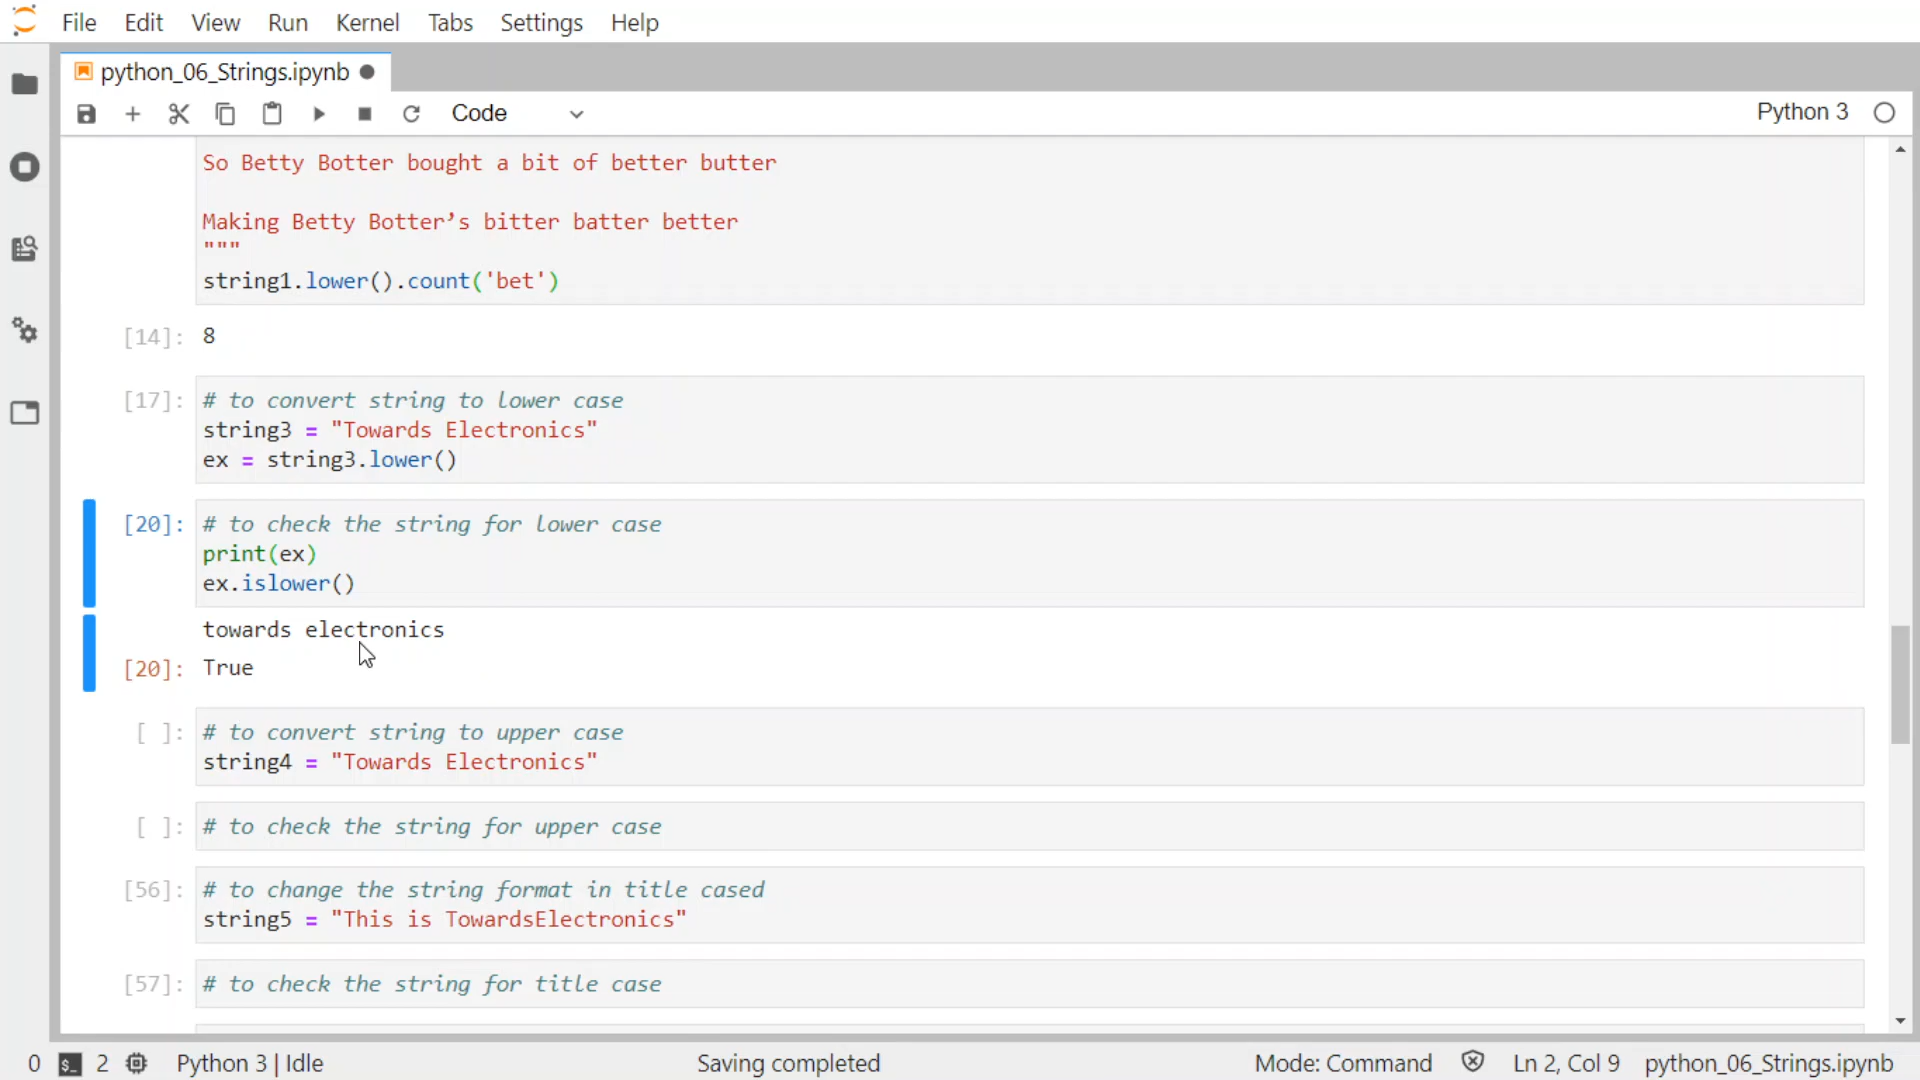 File Edit View Run Kernel Tabs Settings Help
python_06_Strings.ipynb
Code
Python 3
So Betty Botter bought a bit of better butter
Making Betty Botter’s bitter batter better
"""
string1.lower().count('bet')
[14]: 8
[17]: # to convert string to lower case
string3 = "Towards Electronics"
ex = string3.lower()
[20]: # to check the string for lower case
print(ex)
ex.islower()
towards electronics
[20]: True
[ ]: # to convert string to upper case
string4 = "Towards Electronics"
[ ]: # to check the string for upper case
[56]: # to change the string format in title cased
string5 = "This is TowardsElectronics"
[57]: # to check the string for title case
0 $_ 2 Python 3 | Idle Saving completed Mode: Command Ln 2, Col 9 python_06_Strings.ipynb